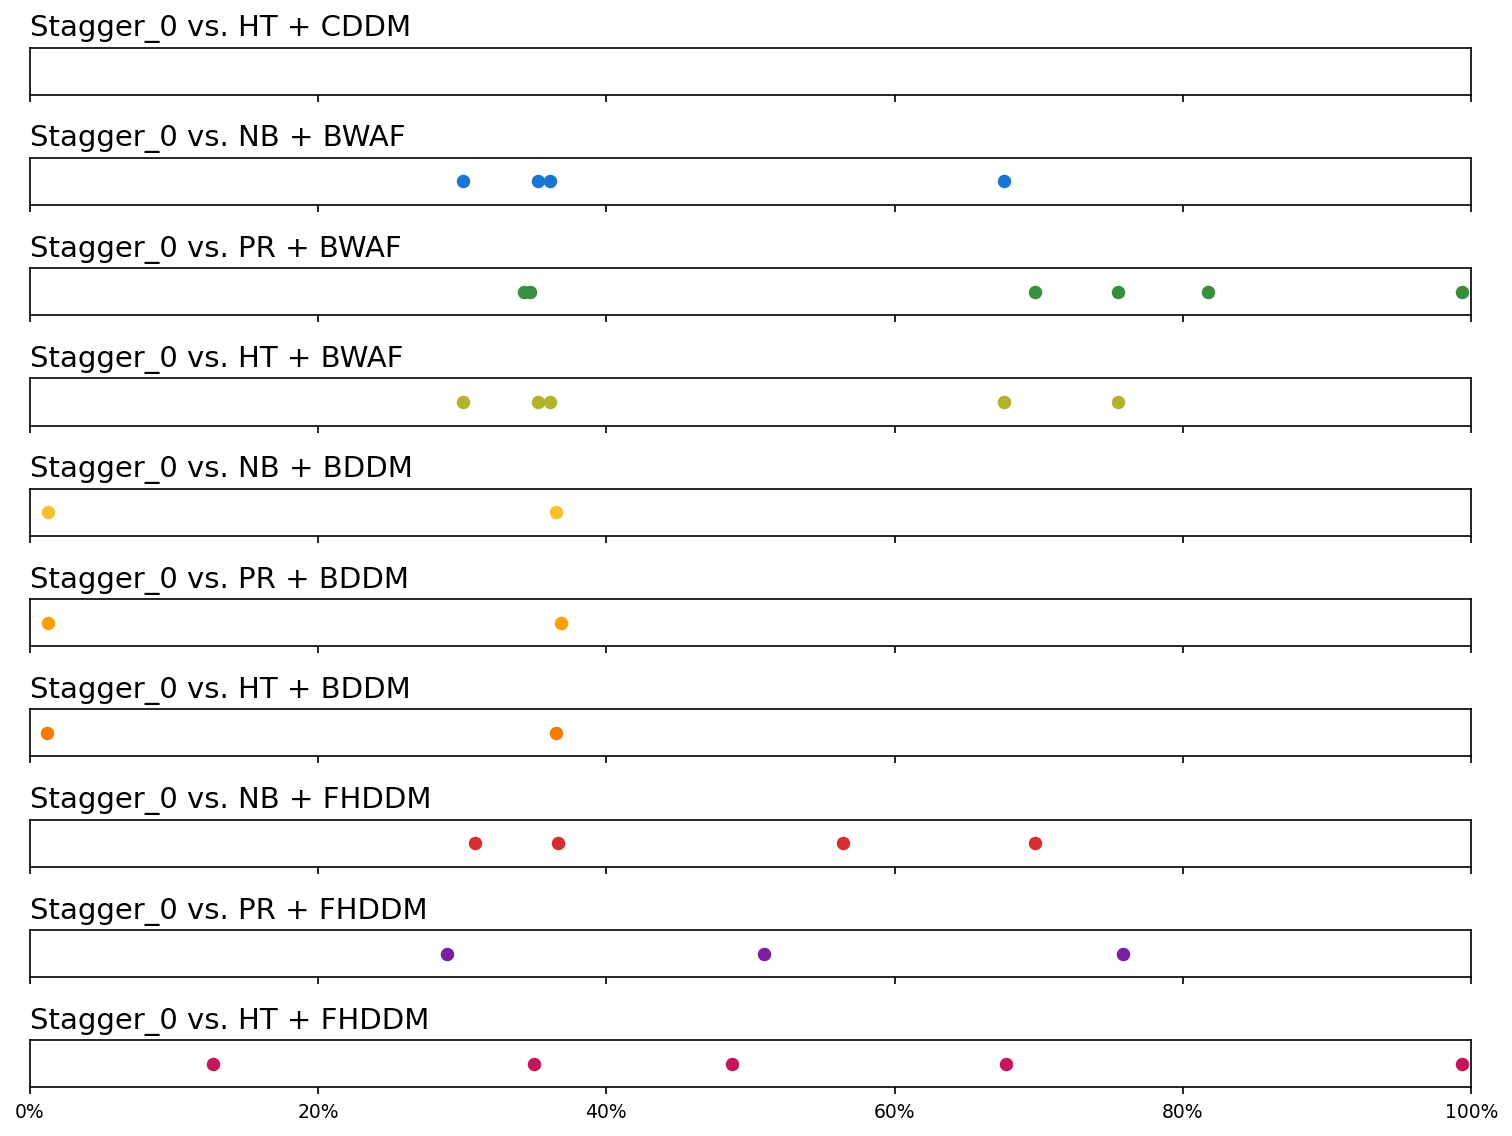 Stagger_0 vs. HT + CDDM
Stagger_0 vs. NB + BWAF
Stagger_0 vs. PR + BWAF
Stagger_0 vs. HT + BWAF
Stagger_0 vs. NB + BDDM
Stagger_0 vs. PR + BDDM
Stagger_0 vs. HT + BDDM
Stagger_0 vs. NB + FHDDM
Stagger_0 vs. PR + FHDDM
Stagger_0 vs. HT + FHDDM
0% 20% 40% 60% 80% 100%